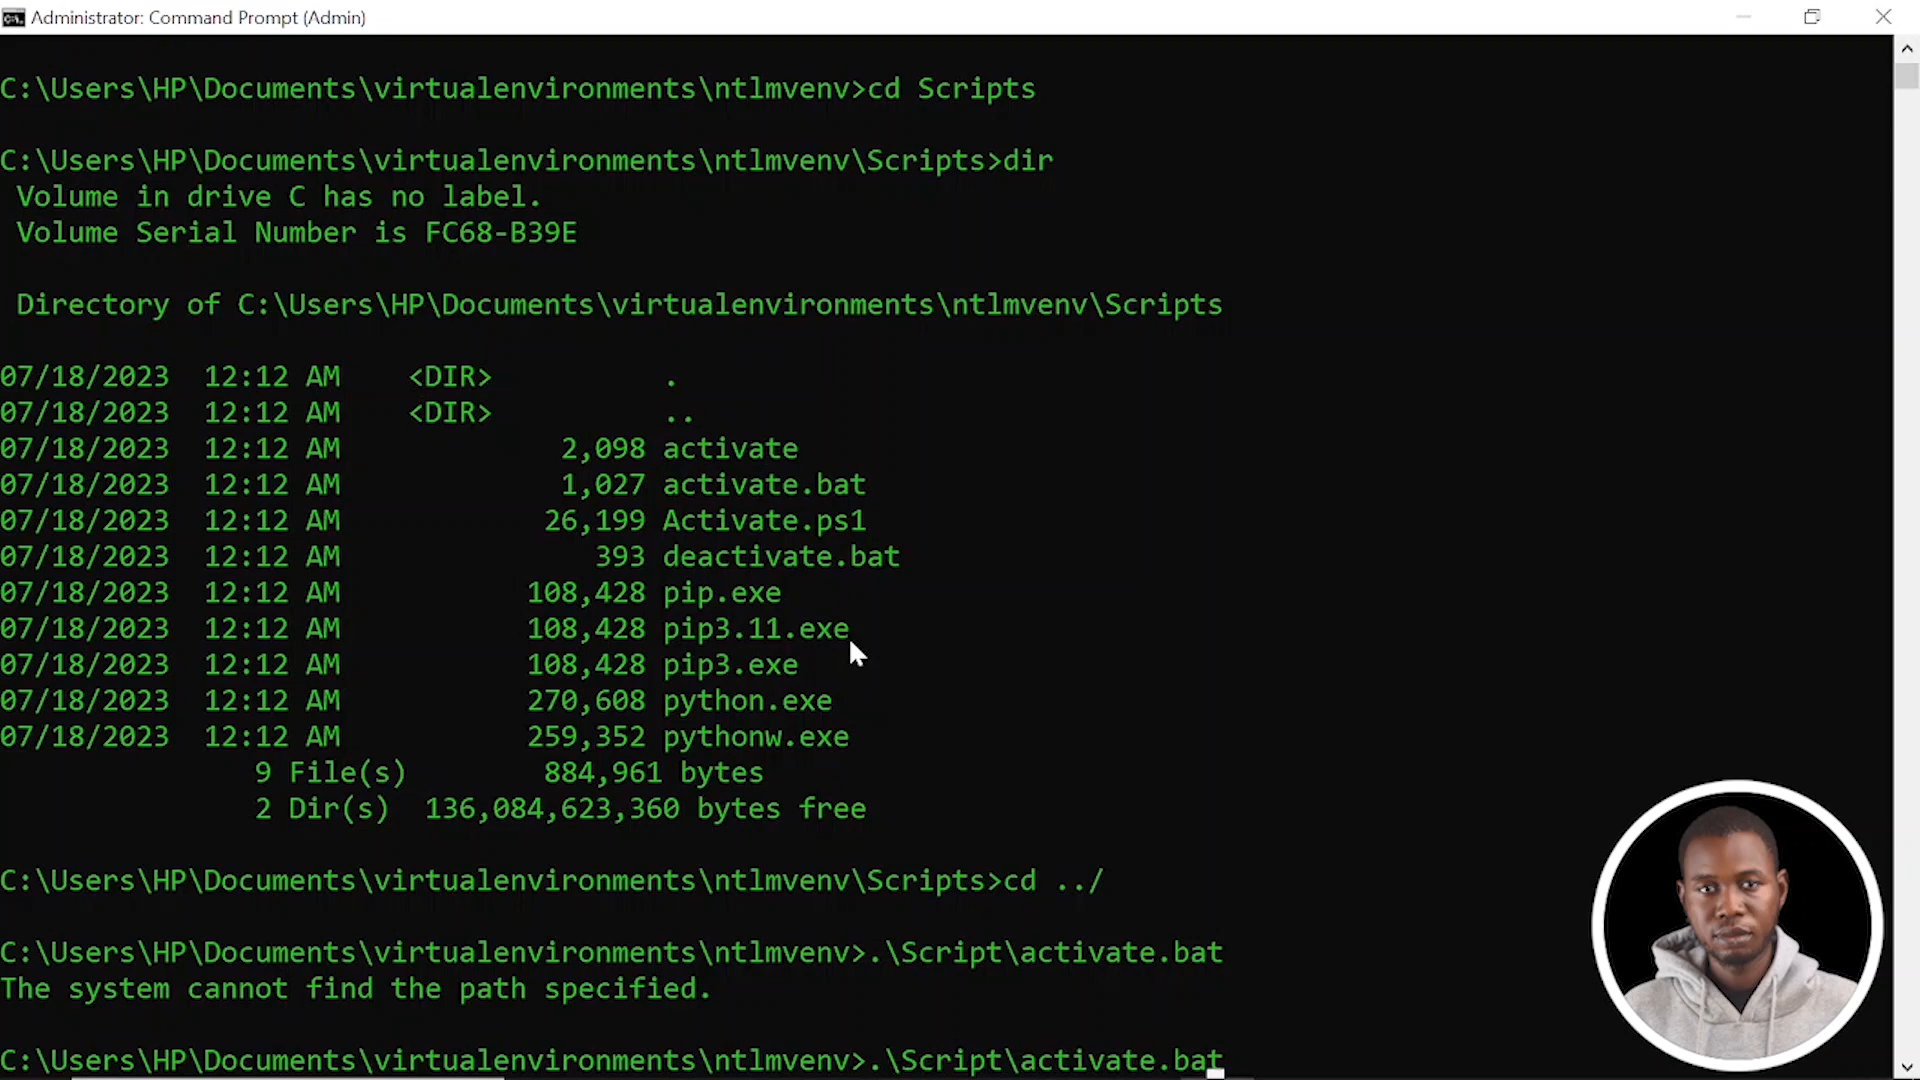 Administrator: Command Prompt (Admin)
C:\Users\HP\Documents\virtualenvironments\ntlmvenv>cd Scripts
C:\Users\HP\Documents\virtualenvironments\ntlmvenv\Scripts>dir
Volume in drive C has no label.
Volume Serial Number is FC68-B39E
Directory of C:\Users\HP\Documents\virtualenvironments\ntlmvenv\Scripts
07/18/2023  12:12 AM    <DIR>          .
07/18/2023  12:12 AM    <DIR>          ..
07/18/2023  12:12 AM             2,098 activate
07/18/2023  12:12 AM             1,027 activate.bat
07/18/2023  12:12 AM            26,199 Activate.ps1
07/18/2023  12:12 AM               393 deactivate.bat
07/18/2023  12:12 AM           108,428 pip.exe
07/18/2023  12:12 AM           108,428 pip3.11.exe
07/18/2023  12:12 AM           108,428 pip3.exe
07/18/2023  12:12 AM           270,608 python.exe
07/18/2023  12:12 AM           259,352 pythonw.exe
9 File(s)        884,961 bytes
2 Dir(s)  136,084,623,360 bytes free
C:\Users\HP\Documents\virtualenvironments\ntlmvenv\Scripts>cd ../
C:\Users\HP\Documents\virtualenvironments\ntlmvenv>.\Script\activate.bat
The system cannot find the path specified.
C:\Users\HP\Documents\virtualenvironments\ntlmvenv>.\Script\activate.bat